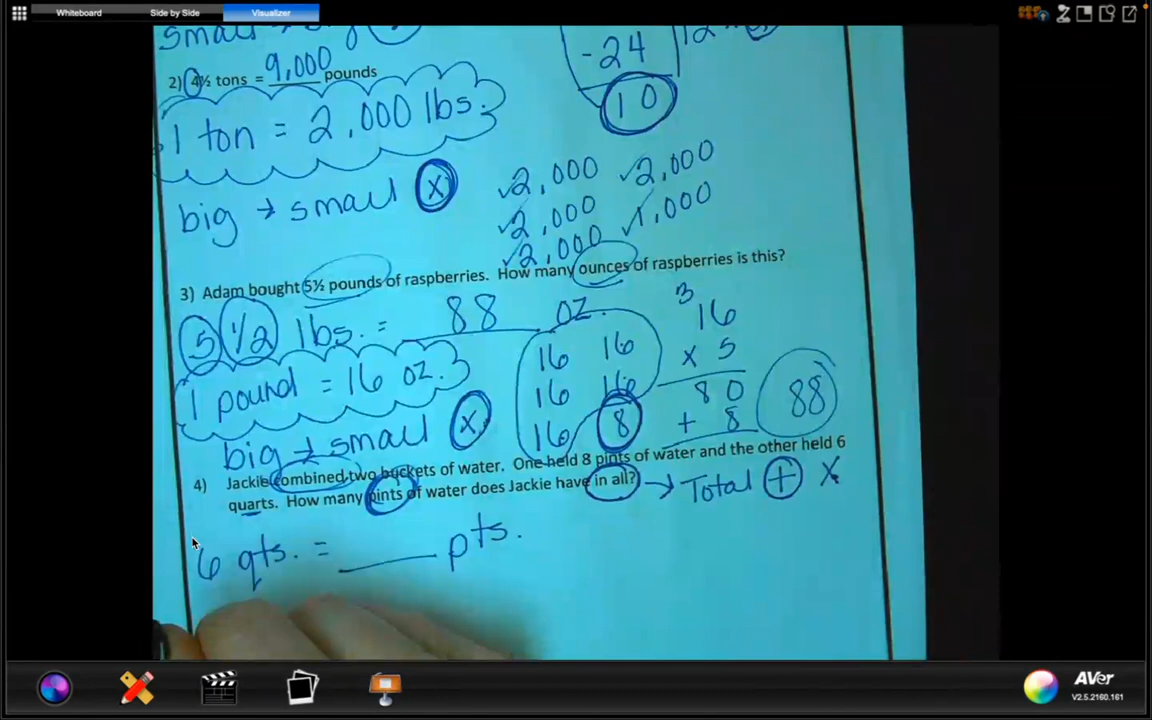 Whiteboard Side by Side Visualizer
small
-24
10
2) 4½ tons = 9,000 pounds
1 ton = 2,000 lbs.
big → small x
2,000 2,000
2,000 1,000
2,000
3) Adam bought 5½ pounds of raspberries. How many ounces of raspberries is this?
5 1/2 lbs. = 88 oz.
1 pound = 16 oz.
big → small x
16 16
16 16
16 8
3
16
x 5
80
+ 8
88
4) Jackie combined two buckets of water. One held 8 pints of water and the other held 6
quarts. How many pints of water does Jackie have in all? → Total + x
6 qts. = ____ pts.
AVer
V2.5.2160.161